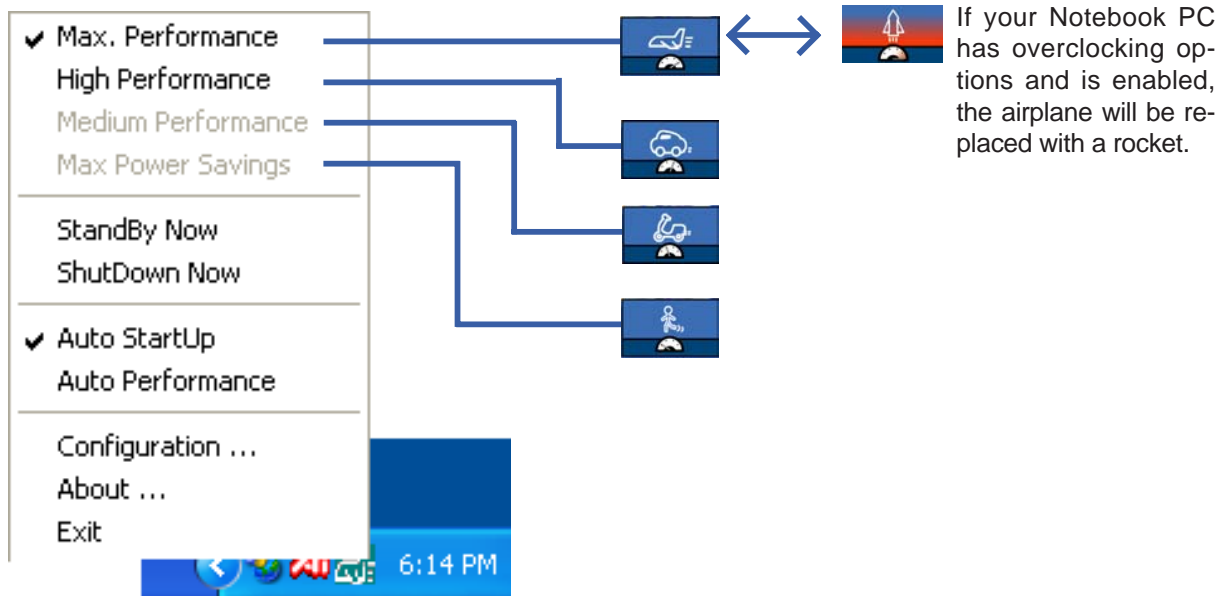 Max. Performance
High Performance
Medium Performance
Max Power Savings
StandBy Now
ShutDown Now
Auto StartUp
Auto Performance
Configuration ...
About ...
Exit
6:14 PM
If your Notebook PC
has overclocking op-
tions and is enabled,
the airplane will be re-
placed with a rocket.